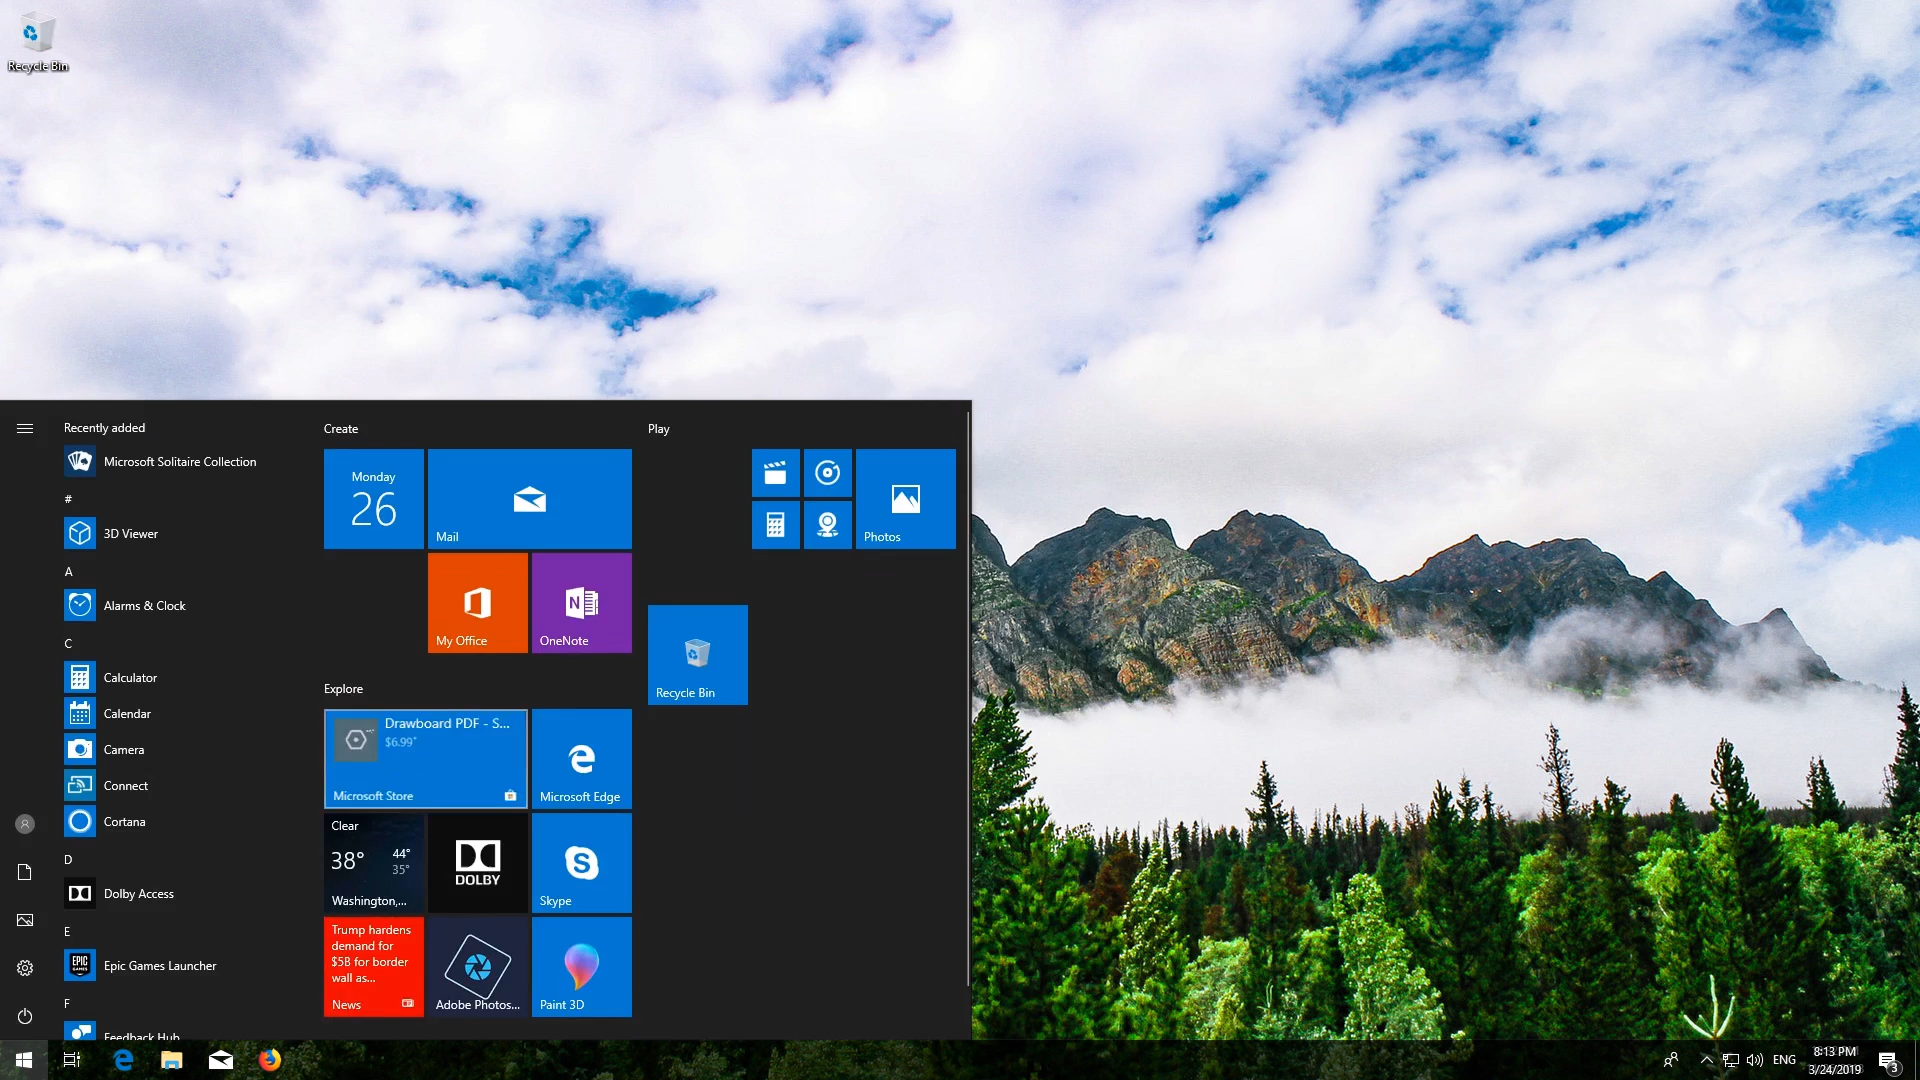 Recycle Bin
Recently added
Microsoft Solitaire Collection
#
3D Viewer
A
Alarms & Clock
C
Calculator
Calendar
Camera
Connect
Cortana
D
Dolby Access
E
EPIC
GAMES
Epic Games Launcher
F
Feedback Hub
Create
Monday
26
Mail
My Office
N
OneNote
Explore
Drawboard PDF - S...
$6.99*
Microsoft Store
Microsoft Edge
Clear
38°
44°
35°
Washington,...
DOLBY
Skype
Trump hardens
demand for
$5B for border
wall as...
News
Adobe Photos...
Paint 3D
Play
Photos
Recycle Bin
ENG
8:13 PM
3/24/2019
3